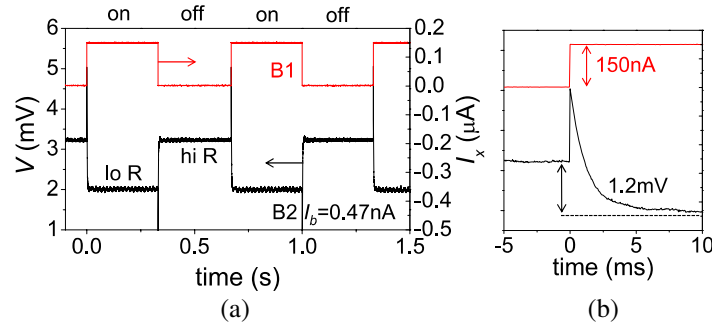 on off on off
6 0.2
5 0.1
4 0.0
3 -0.1
2 -0.2
1 -0.3
-0.4
-0.5
V (mV)
I_x (μA)
B1
lo R
hi R
B2 I_b=0.47nA
0.0 0.5 1.0 1.5
time (s)
(a)
150nA
1.2mV
-5 0 5 10
time (ms)
(b)